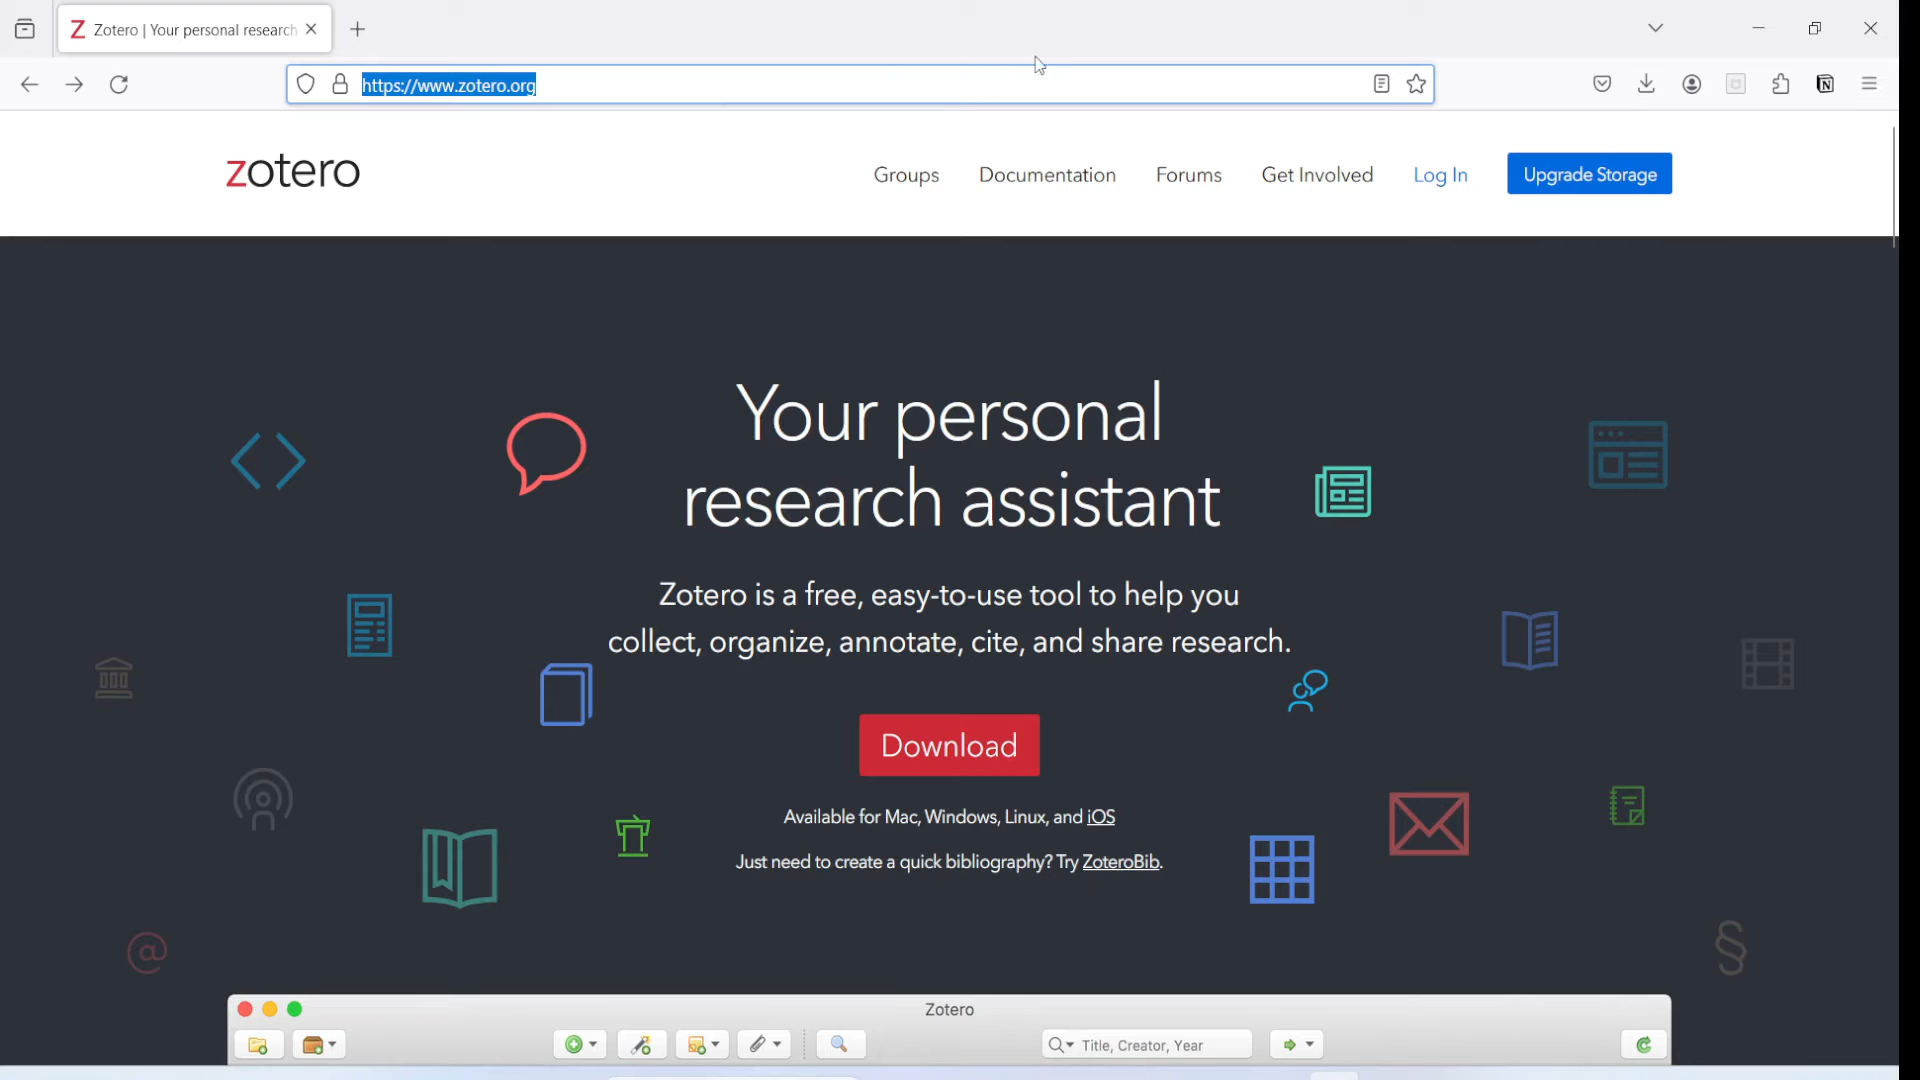 Zotero | Your personal research
https://www.zotero.org
zotero
Groups
Documentation
Forums
Get Involved
Log In
Upgrade Storage
Your personal
research assistant
Zotero is a free, easy-to-use tool to help you
collect, organize, annotate, cite, and share research.
Download
Available for Mac, Windows, Linux, and iOS
Just need to create a quick bibliography? Try ZoteroBib.
Zotero
Title, Creator, Year